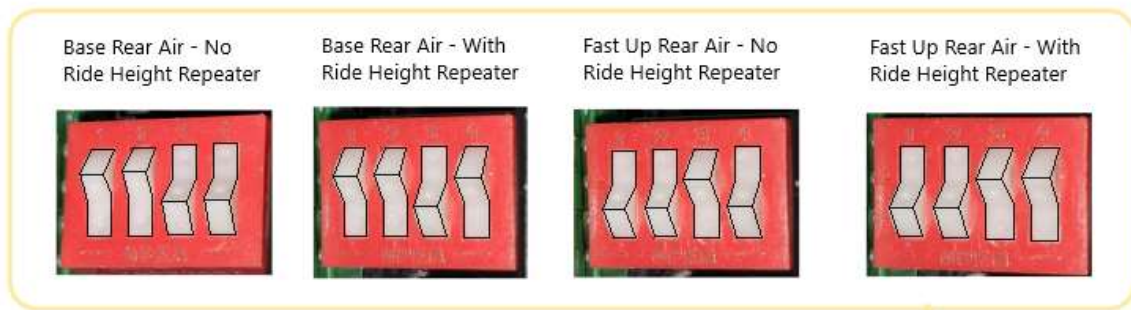 Base Rear Air - No
Ride Height Repeater
Base Rear Air - With
Ride Height Repeater
Fast Up Rear Air - No
Ride Height Repeater
Fast Up Rear Air - With
Ride Height Repeater